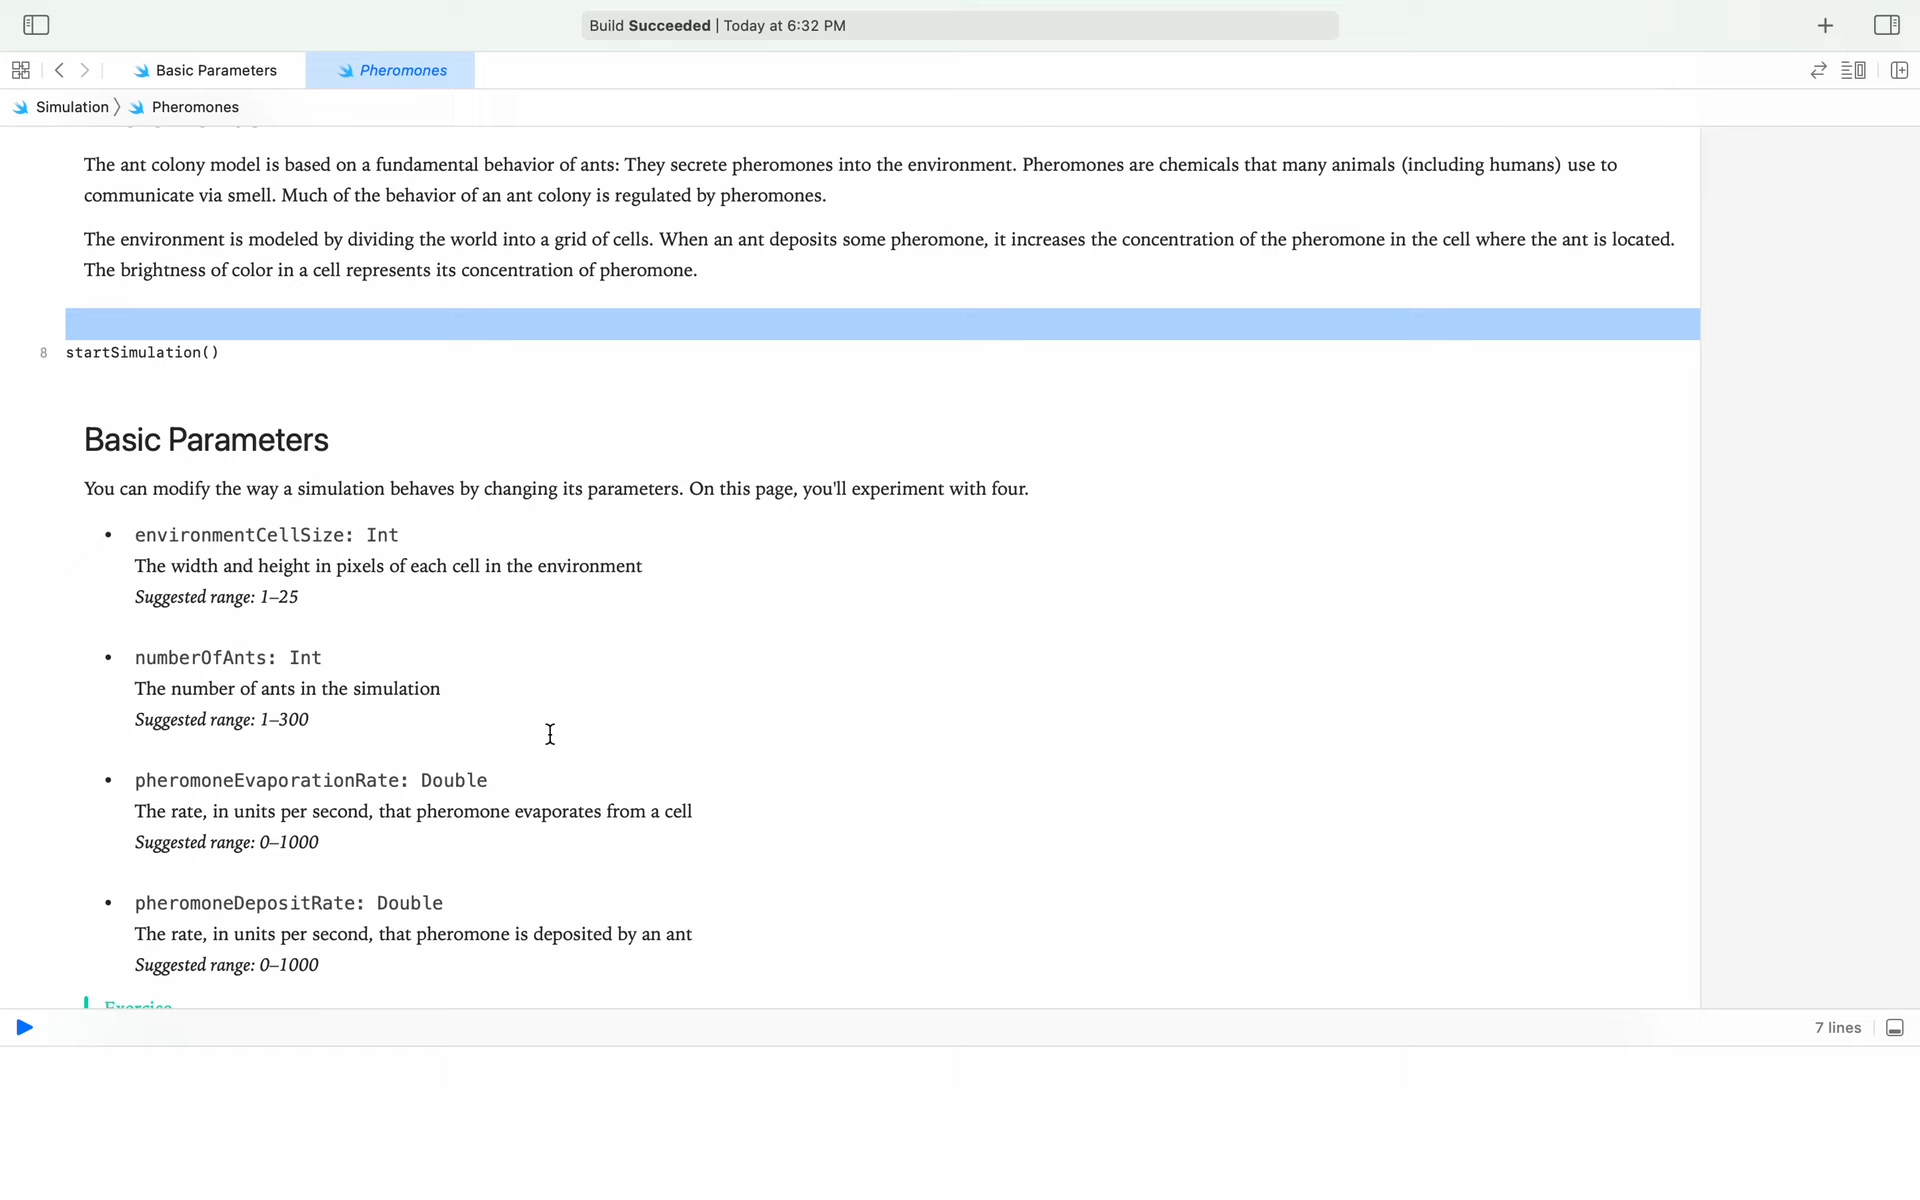 Build Succeeded | Today at 6:32 PM
Basic Parameters
Pheromones
Simulation 〉 Pheromones
The ant colony model is based on a fundamental behavior of ants: They secrete pheromones into the environment. Pheromones are chemicals that many animals (including humans) use to
communicate via smell. Much of the behavior of an ant colony is regulated by pheromones.
The environment is modeled by dividing the world into a grid of cells. When an ant deposits some pheromone, it increases the concentration of the pheromone in the cell where the ant is located.
The brightness of color in a cell represents its concentration of pheromone.
8 startSimulation()
Basic Parameters
You can modify the way a simulation behaves by changing its parameters. On this page, you'll experiment with four.
• environmentCellSize: Int
The width and height in pixels of each cell in the environment
Suggested range: 1–25
• numberOfAnts: Int
The number of ants in the simulation
Suggested range: 1–300
• pheromoneEvaporationRate: Double
The rate, in units per second, that pheromone evaporates from a cell
Suggested range: 0–1000
• pheromoneDepositRate: Double
The rate, in units per second, that pheromone is deposited by an ant
Suggested range: 0–1000
Exercise
7 lines